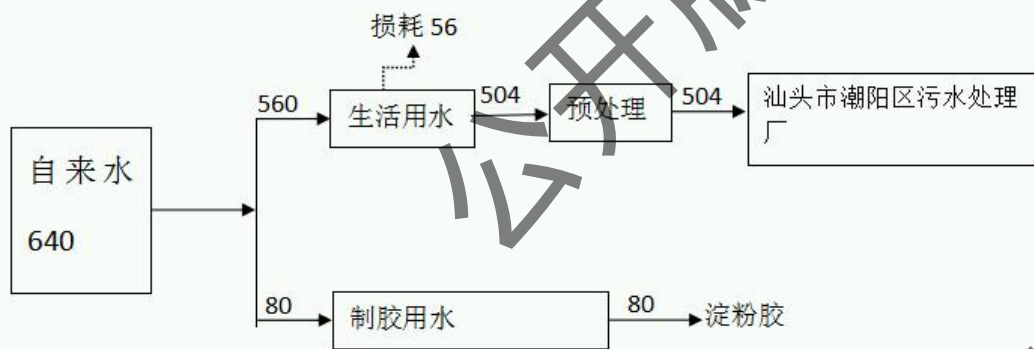 损耗 56
560
生活用水
504
预处理
504
汕头市潮阳区污水处理
厂
自来水
640
80
制胶用水
80
淀粉胶
公开